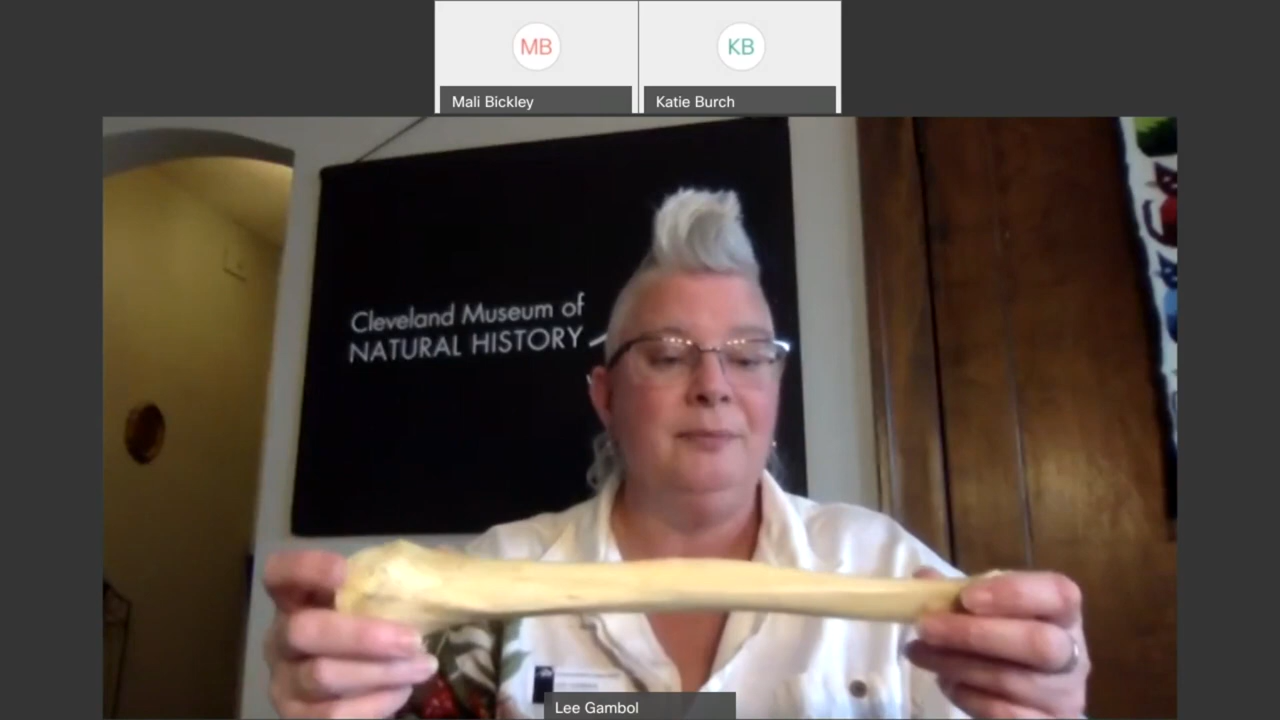 MB
KB
Mali Bickley
Katie Burch
Cleveland Museum of
NATURAL HISTORY
Lee Gambol